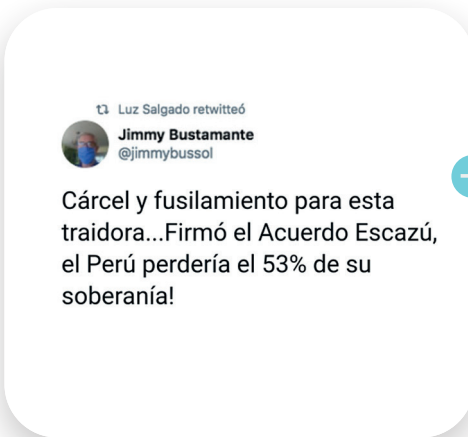 Luz Salgado retwitteó
Jimmy Bustamante
@jimmybussol
Cárcel y fusilamiento para esta
traidora...Firmó el Acuerdo Escazú,
el Perú perdería el 53% de su
soberanía!